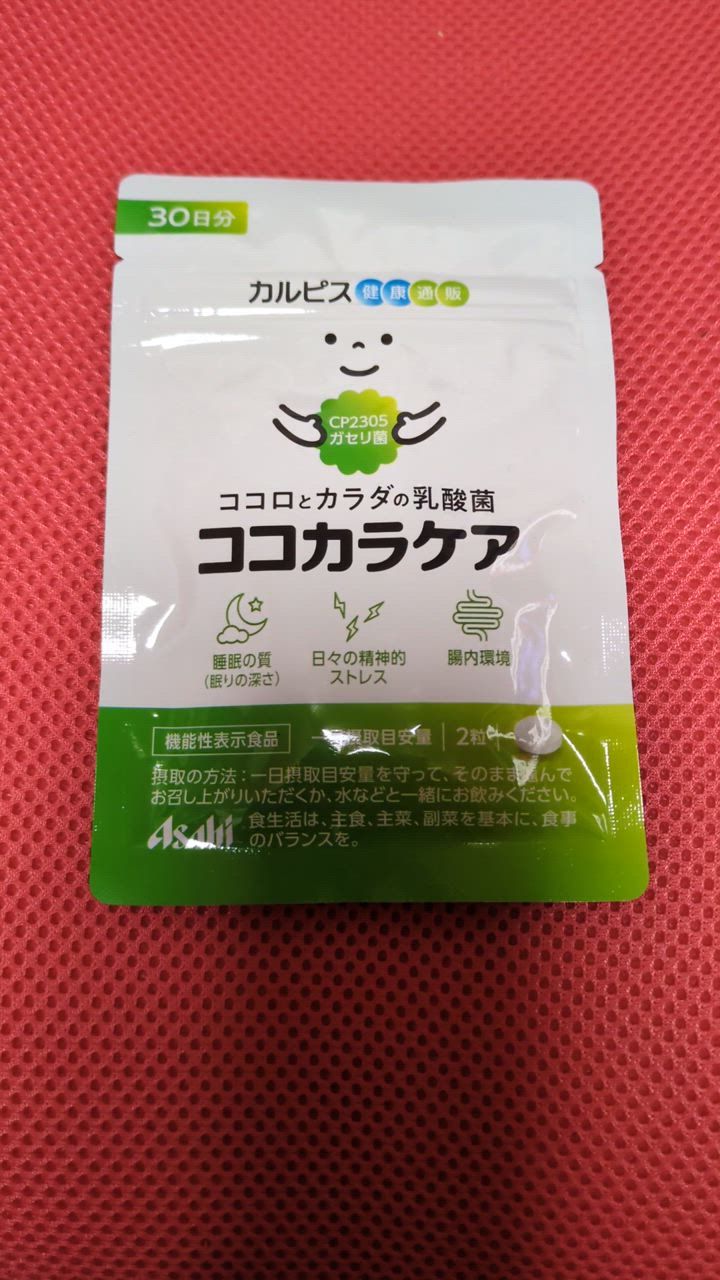 30日分
カルピス健康通販
CP2305
ガセリ菌
ココロとカラダの乳酸菌
ココカラケア
睡眠の質
(眠りの深さ)
日々の精神的
ストレス
腸内環境
機能性表示食品 一日摂取目安量 2粒
摂取の方法:一日摂取目安量を守って、そのまま噛んで
お召し上がりいただくか、水などと一緒にお飲みください。
Asahi
食生活は、主食、主菜、副菜を基本に、食事
のバランスを。